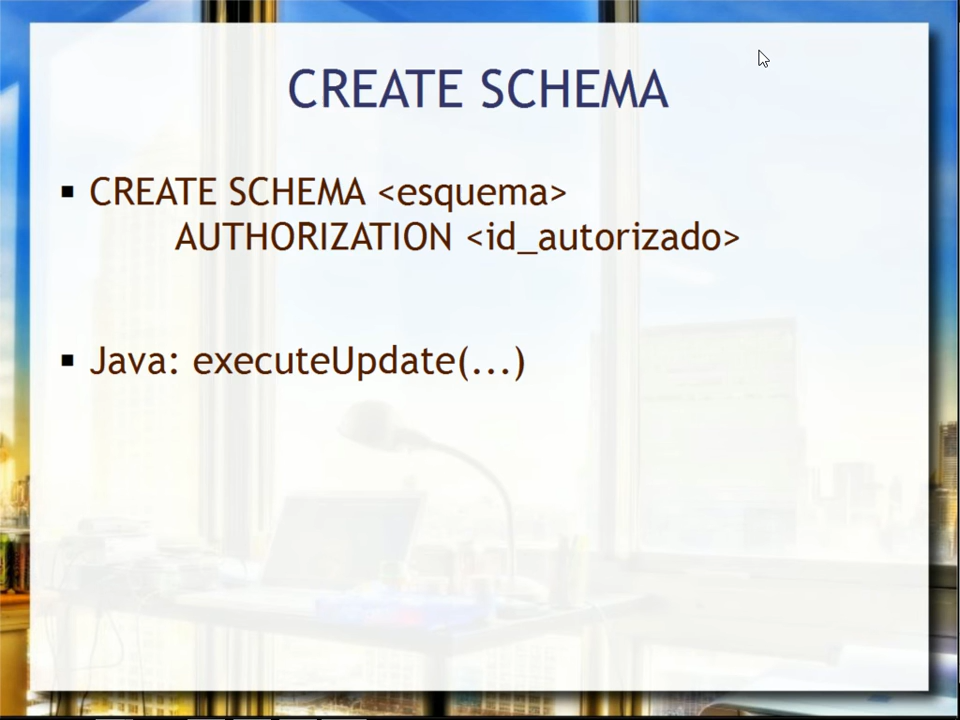 CREATE SCHEMA
▪ CREATE SCHEMA <esquema>
AUTHORIZATION <id_autorizado>
▪ Java: executeUpdate(...)